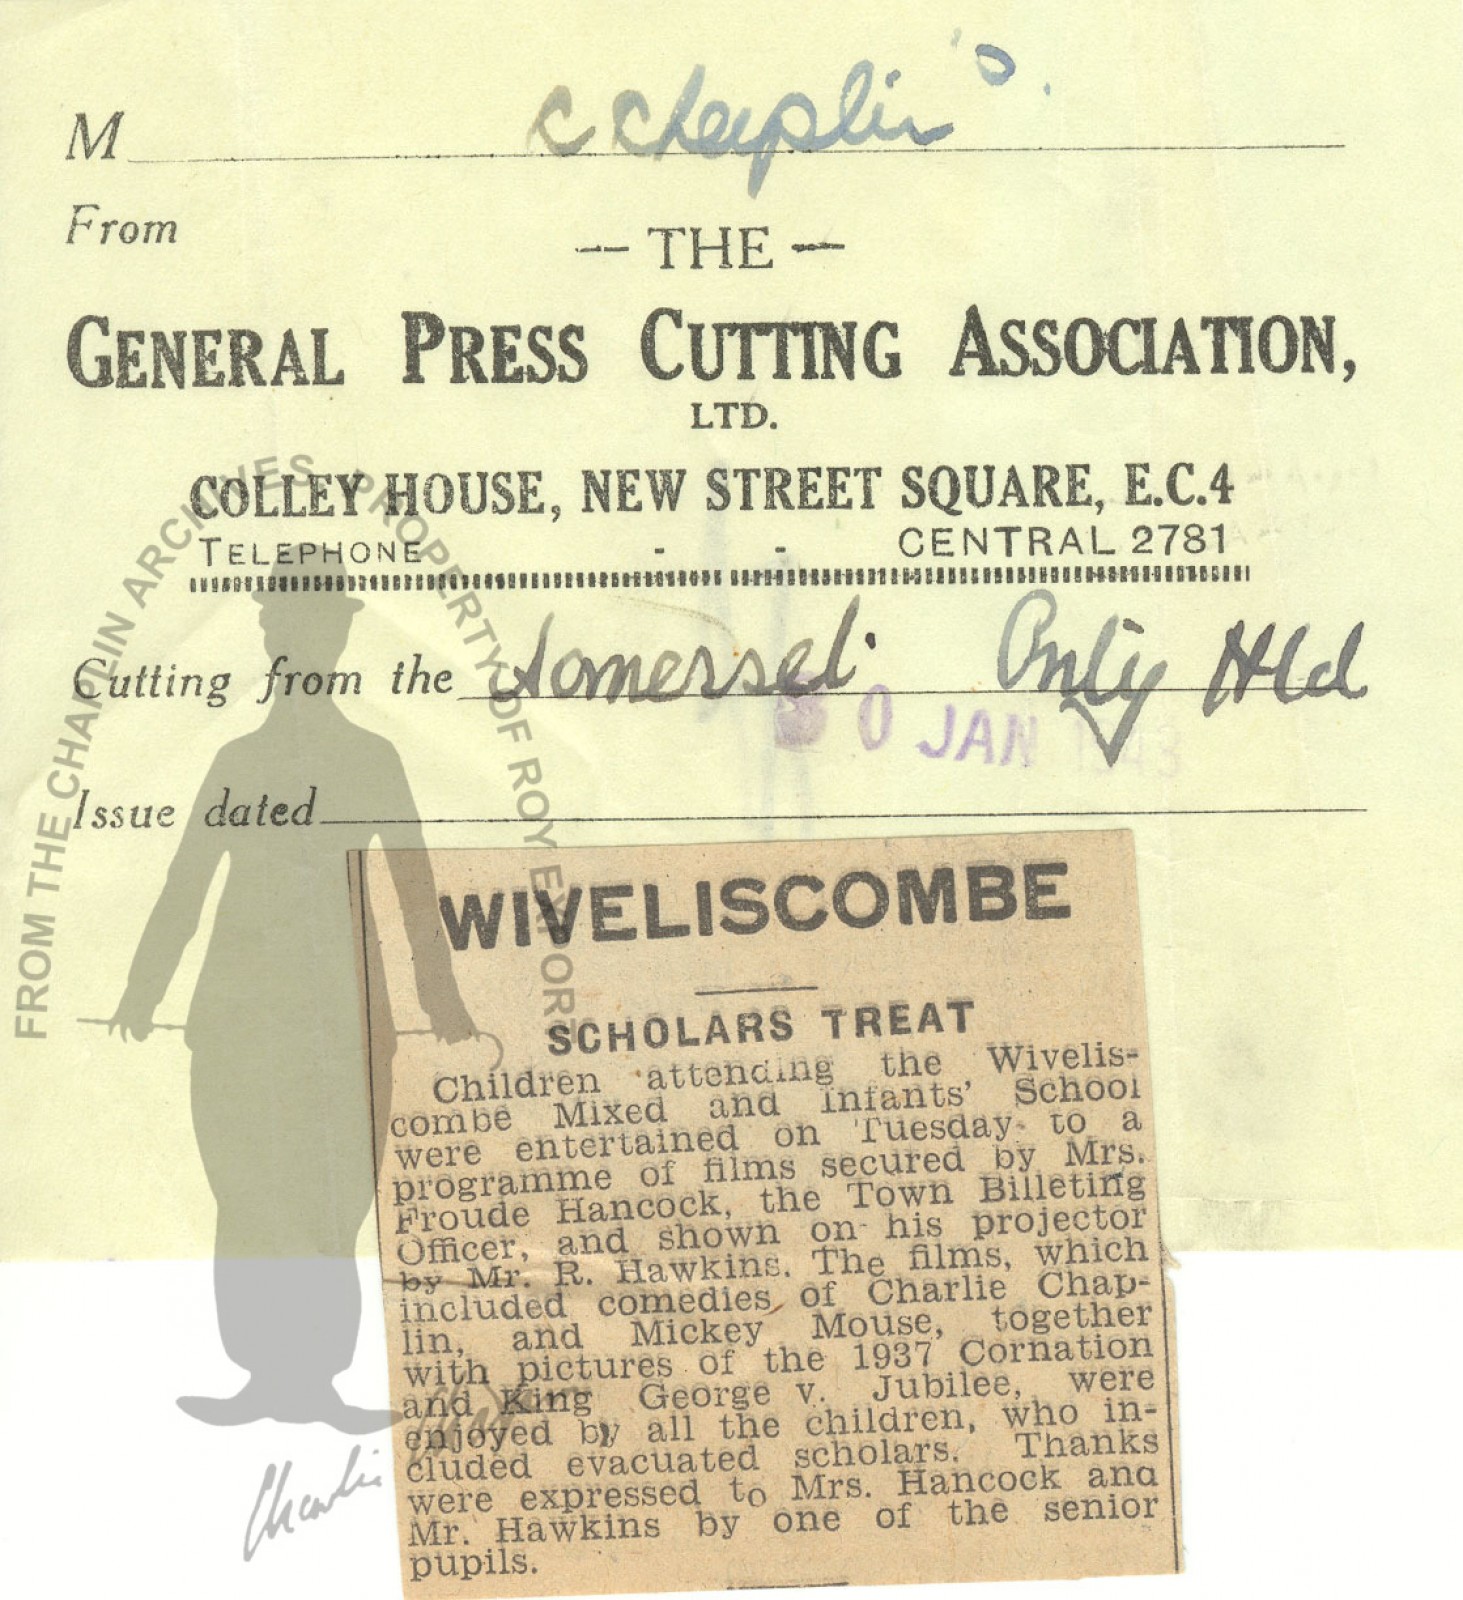 M C Chaplin
From
— THE —
GENERAL PRESS CUTTING ASSOCIATION,
LTD.
COLLEY HOUSE, NEW STREET SQUARE, E.C.4
TELEPHONE - - CENTRAL 2781
Cutting from the Somerset Cnty Hld
0 JAN
Issue dated
WIVELISCOMBE
SCHOLARS TREAT
Children attending the Wivelis-
combe Mixed and Infants' School
were entertained on Tuesday to a
programme of films secured by Mrs.
Froude Hancock, the Town Billeting
Officer, and shown on his projector
by Mr. R. Hawkins. The films, which
included comedies of Charlie Chap-
lin, and Mickey Mouse, together
with pictures of the 1937 Cornation
and King George v. Jubilee, were
enjoyed by all the children, who in-
cluded evacuated scholars. Thanks
were expressed to Mrs. Hancock and
Mr. Hawkins by one of the senior
pupils.
FROM THE CHAPLIN ARCHIVES, PROPERTY OF ROY EXPORT
Charlie Chaplin